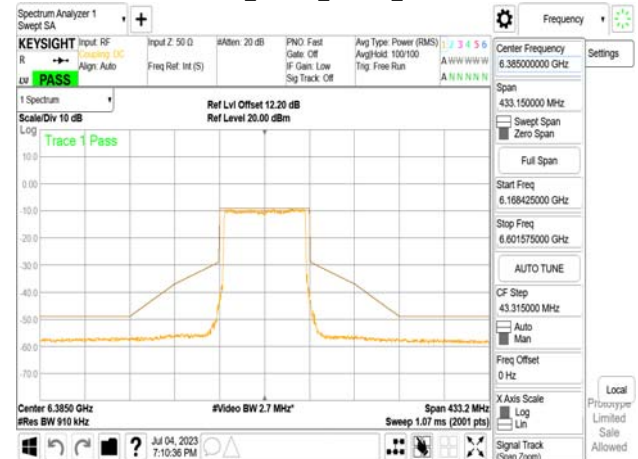 Spectrum Analyzer 1
Swept SA
+
Frequency
KEYSIGHT
R
LV
PASS
Input: RF
Coupling: DC
Align: Auto
Input Z: 50 Ω
Freq Ref: Int (S)
#Atten: 20 dB
PNO: Fast
Gate: Off
IF Gain: Low
Sig Track: Off
Avg Type: Power (RMS)
Avg|Hold: 100/100
Trig: Free Run
1 2 3 4 5 6
A W W W W W
A N N N N N
Center Frequency
6.385000000 GHz
Settings
Span
433.150000 MHz
Swept Span
Zero Span
Full Span
Start Freq
6.168425000 GHz
Stop Freq
6.601575000 GHz
AUTO TUNE
CF Step
43.315000 MHz
Auto
Man
Freq Offset
0 Hz
X Axis Scale
Log
Lin
Signal Track
(Span Zoom)
Local
Prototype
Limited
Sale
Allowed
1 Spectrum
Scale/Div 10 dB
Ref Lvl Offset 12.20 dB
Ref Level 20.00 dBm
Log
Trace 1 Pass
10.0
0.00
-10.0
-20.0
-30.0
-40.0
-50.0
-60.0
-70.0
Center 6.3850 GHz
#Res BW 910 kHz
#Video BW 2.7 MHz*
Span 433.2 MHz
Sweep 1.07 ms (2001 pts)
?
Jul 04, 2023
7:10:36 PM